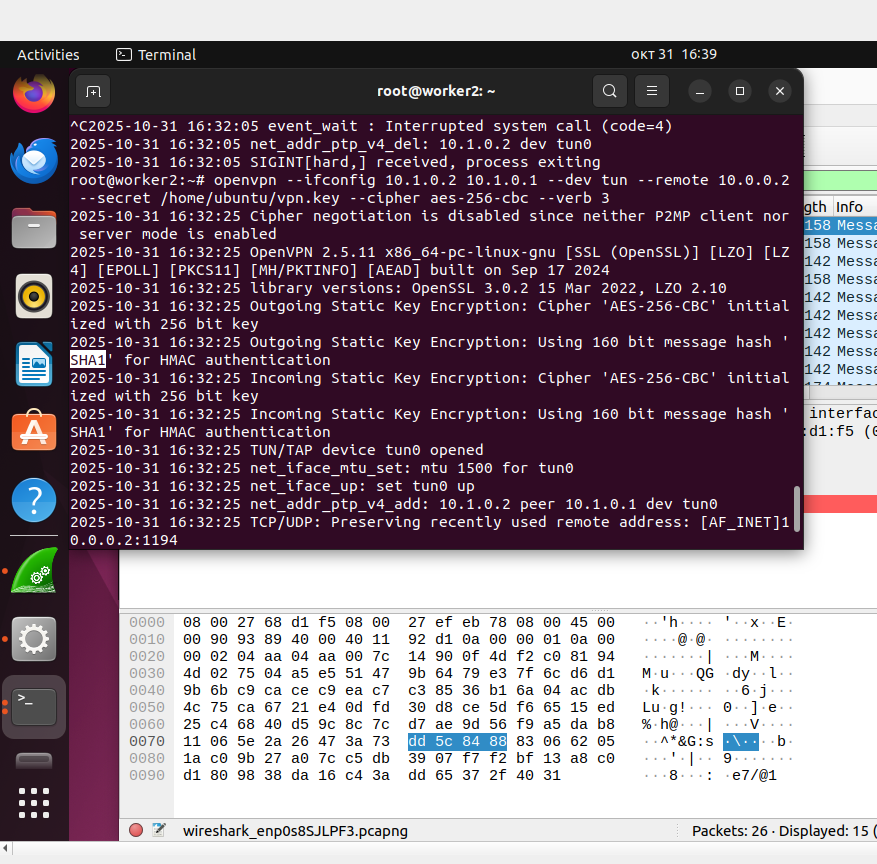 Activities
Terminal
окт 31 16:39
root@worker2: ~
^C2025-10-31 16:32:05 event_wait : Interrupted system call (code=4)
2025-10-31 16:32:05 net_addr_ptp_v4_del: 10.1.0.2 dev tun0
2025-10-31 16:32:05 SIGINT[hard,] received, process exiting
root@worker2:~# openvpn --ifconfig 10.1.0.2 10.1.0.1 --dev tun --remote 10.0.0.2
--secret /home/ubuntu/vpn.key --cipher aes-256-cbc --verb 3
2025-10-31 16:32:25 Cipher negotiation is disabled since neither P2MP client nor
server mode is enabled
2025-10-31 16:32:25 OpenVPN 2.5.11 x86_64-pc-linux-gnu [SSL (OpenSSL)] [LZO] [LZ
4] [EPOLL] [PKCS11] [MH/PKTINFO] [AEAD] built on Sep 17 2024
2025-10-31 16:32:25 library versions: OpenSSL 3.0.2 15 Mar 2022, LZO 2.10
2025-10-31 16:32:25 Outgoing Static Key Encryption: Cipher 'AES-256-CBC' initial
ized with 256 bit key
2025-10-31 16:32:25 Outgoing Static Key Encryption: Using 160 bit message hash '
SHA1' for HMAC authentication
2025-10-31 16:32:25 Incoming Static Key Encryption: Cipher 'AES-256-CBC' initial
ized with 256 bit key
2025-10-31 16:32:25 Incoming Static Key Encryption: Using 160 bit message hash '
SHA1' for HMAC authentication
2025-10-31 16:32:25 TUN/TAP device tun0 opened
2025-10-31 16:32:25 net_iface_mtu_set: mtu 1500 for tun0
2025-10-31 16:32:25 net_iface_up: set tun0 up
2025-10-31 16:32:25 net_addr_ptp_v4_add: 10.1.0.2 peer 10.1.0.1 dev tun0
2025-10-31 16:32:25 TCP/UDP: Preserving recently used remote address: [AF_INET]1
0.0.0.2:1194
gth Info
158 Messa
158 Messa
142 Messa
158 Messa
142 Messa
142 Messa
142 Messa
142 Messa
142 Messa
interfac
:d1:f5 (0
0000 08 00 27 68 d1 f5 08 00 27 ef eb 78 08 00 45 00 ··'h···· '··x··E·
0010 00 90 93 89 40 00 40 11 92 d1 0a 00 00 01 0a 00 ····@·@· ········
0020 00 02 04 aa 04 aa 00 7c 14 90 0f 4d f2 c0 81 94 ·······| ···M····
0030 4d 02 75 04 a5 e5 51 47 9b 64 79 e3 7f 6c d6 d1 M·u···QG ·dy··l··
0040 9b 6b c9 ca ce c9 ea c7 c3 85 36 b1 6a 04 ac db ·k······ ··6·j···
0050 4c 75 ca 67 21 e4 0d fd 30 d8 ce 5d f6 65 15 ed Lu·g!··· 0··]·e··
0060 25 c4 68 40 d5 9c 8c 7c d7 ae 9d 56 f9 a5 da b8 %·h@···| ···V····
0070 11 06 5e 2a 26 47 3a 73 dd 5c 84 88 83 06 62 05 ··^*&G:s ·\····b·
0080 1a c0 9b 27 a0 7c c5 db 39 07 f7 f2 bf 13 a8 c0 ···'·|·· 9·······
0090 d1 80 98 38 da 16 c4 3a dd 65 37 2f 40 31 ···8···: ·e7/@1
wireshark_enp0s8SJLPF3.pcapng
Packets: 26 · Displayed: 15 (